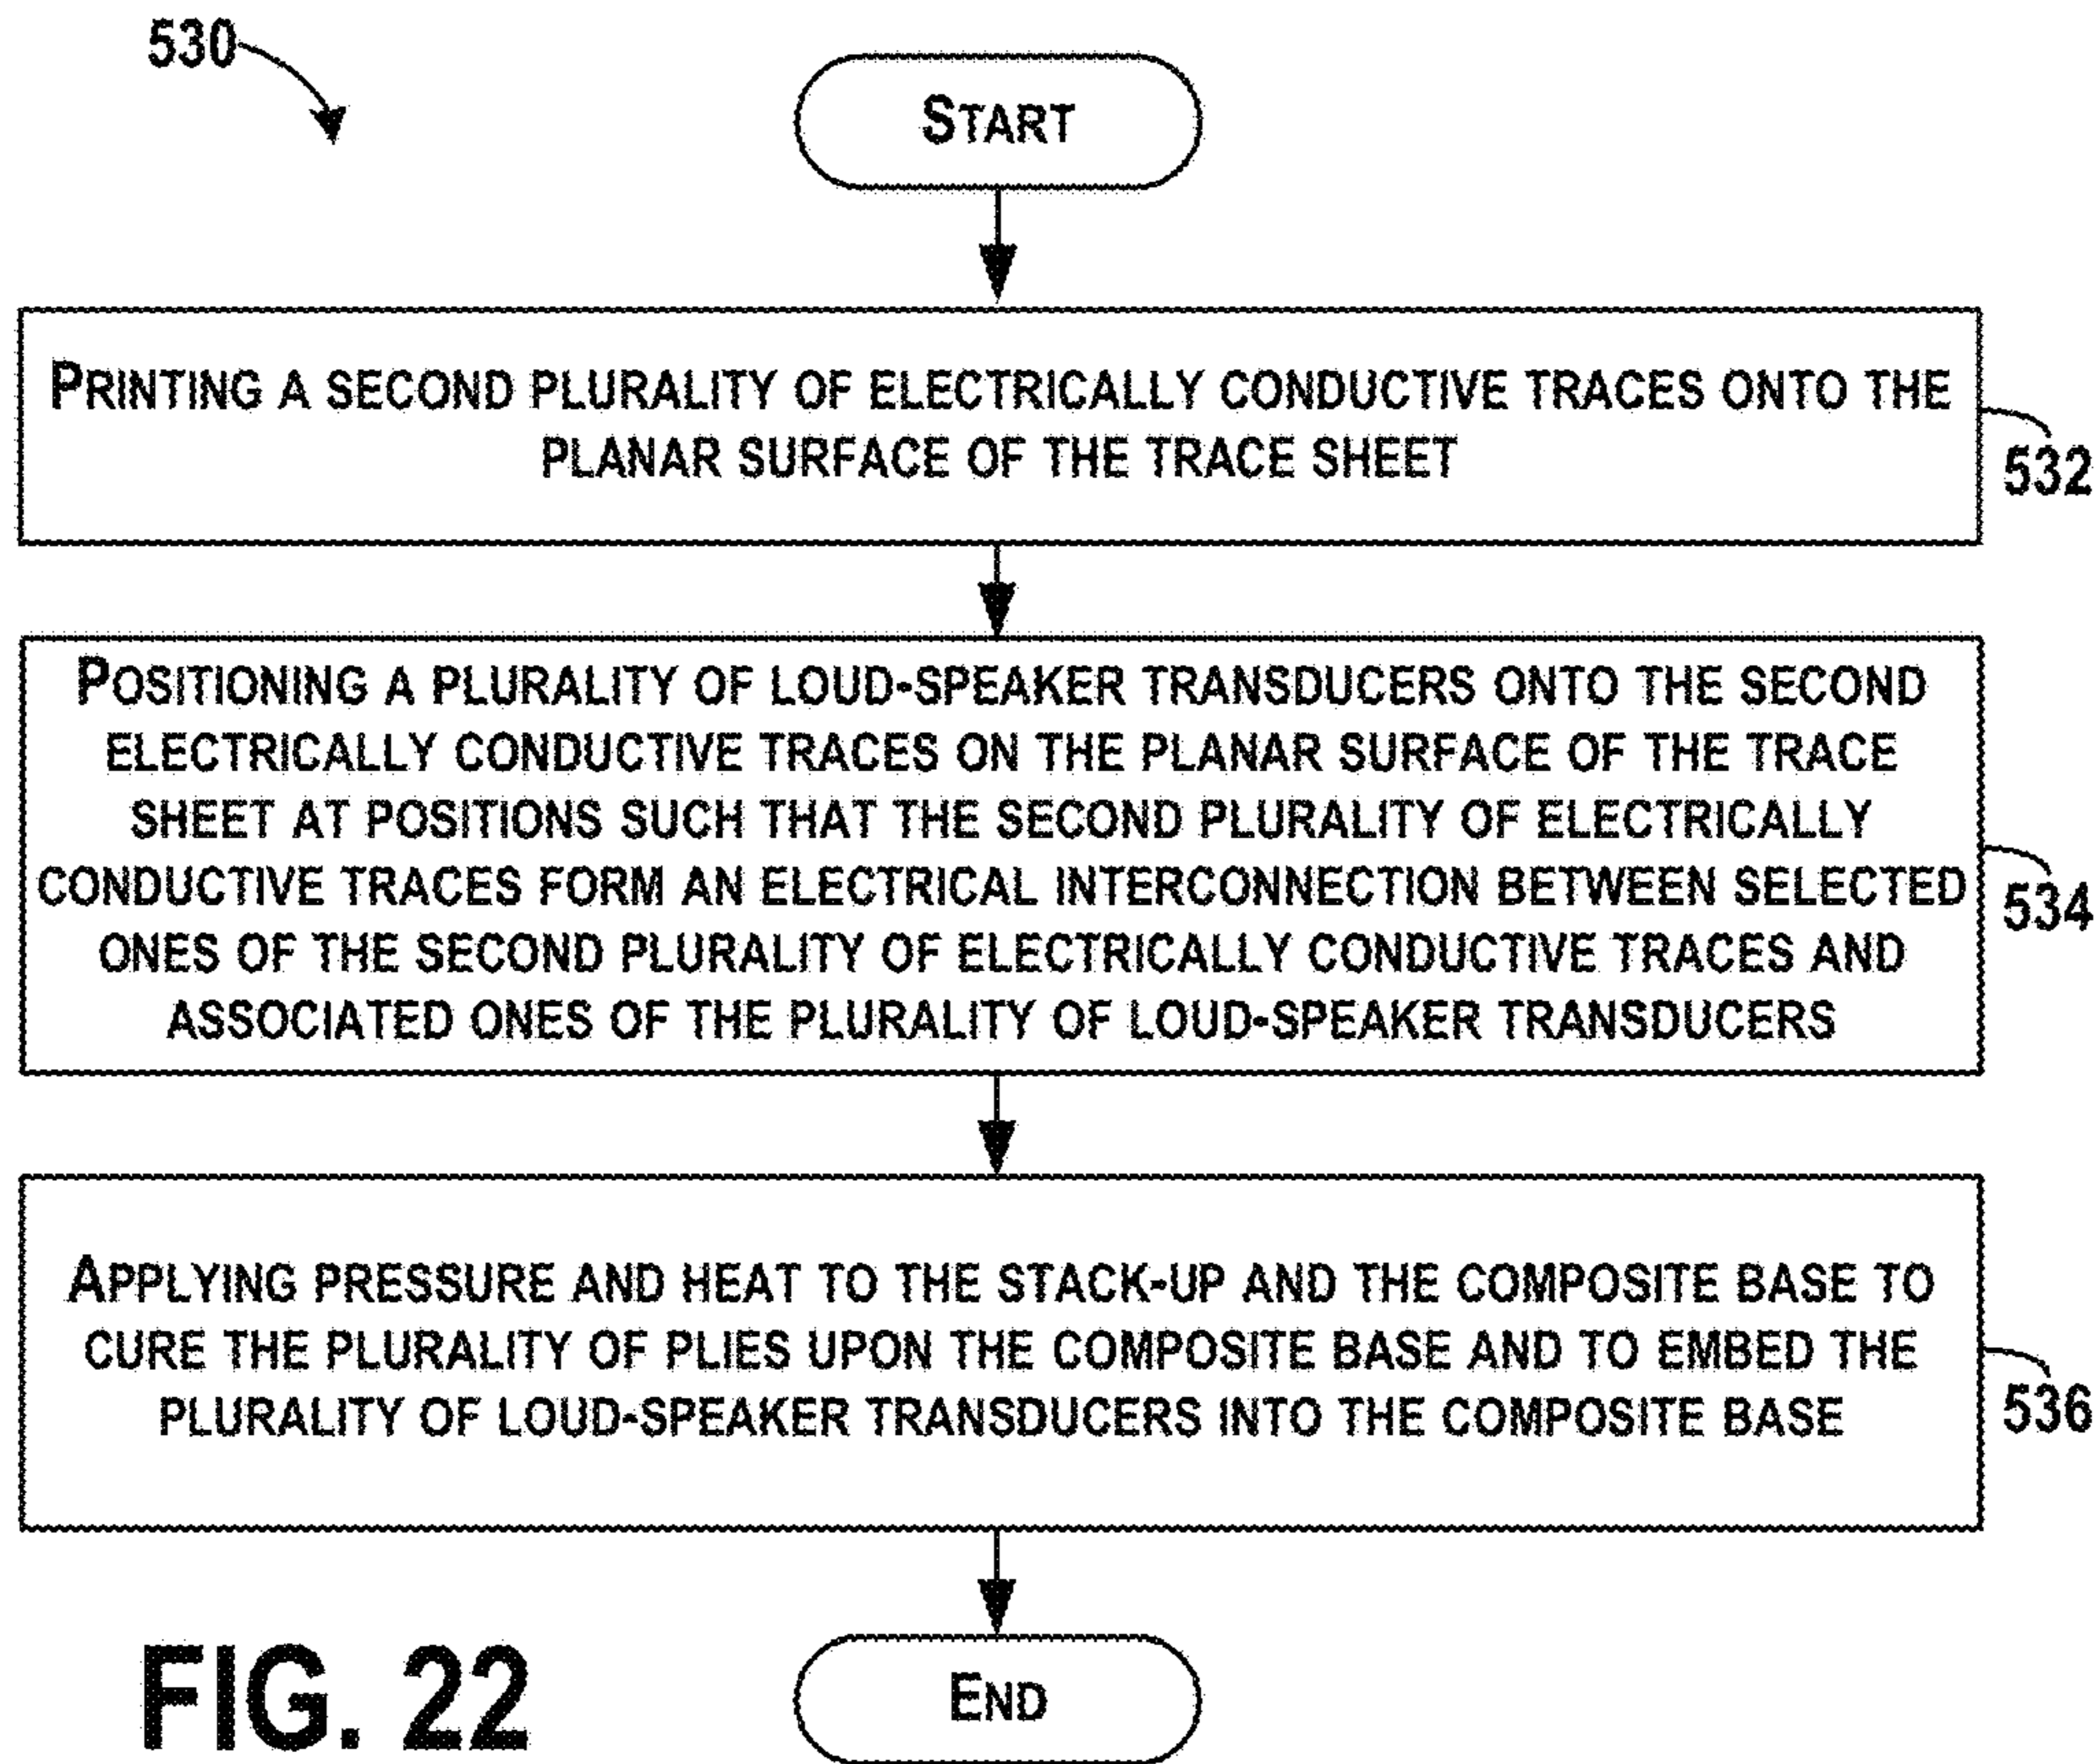 530
START
PRINTING A SECOND PLURALITY OF ELECTRICALLY CONDUCTIVE TRACES ONTO THE
PLANAR SURFACE OF THE TRACE SHEET
532
POSITIONING A PLURALITY OF LOUD-SPEAKER TRANSDUCERS ONTO THE SECOND
ELECTRICALLY CONDUCTIVE TRACES ON THE PLANAR SURFACE OF THE TRACE
SHEET AT POSITIONS SUCH THAT THE SECOND PLURALITY OF ELECTRICALLY
CONDUCTIVE TRACES FORM AN ELECTRICAL INTERCONNECTION BETWEEN SELECTED
ONES OF THE SECOND PLURALITY OF ELECTRICALLY CONDUCTIVE TRACES AND
ASSOCIATED ONES OF THE PLURALITY OF LOUD-SPEAKER TRANSDUCERS
534
APPLYING PRESSURE AND HEAT TO THE STACK-UP AND THE COMPOSITE BASE TO
CURE THE PLURALITY OF PLIES UPON THE COMPOSITE BASE AND TO EMBED THE
PLURALITY OF LOUD-SPEAKER TRANSDUCERS INTO THE COMPOSITE BASE
536
END
FIG. 22